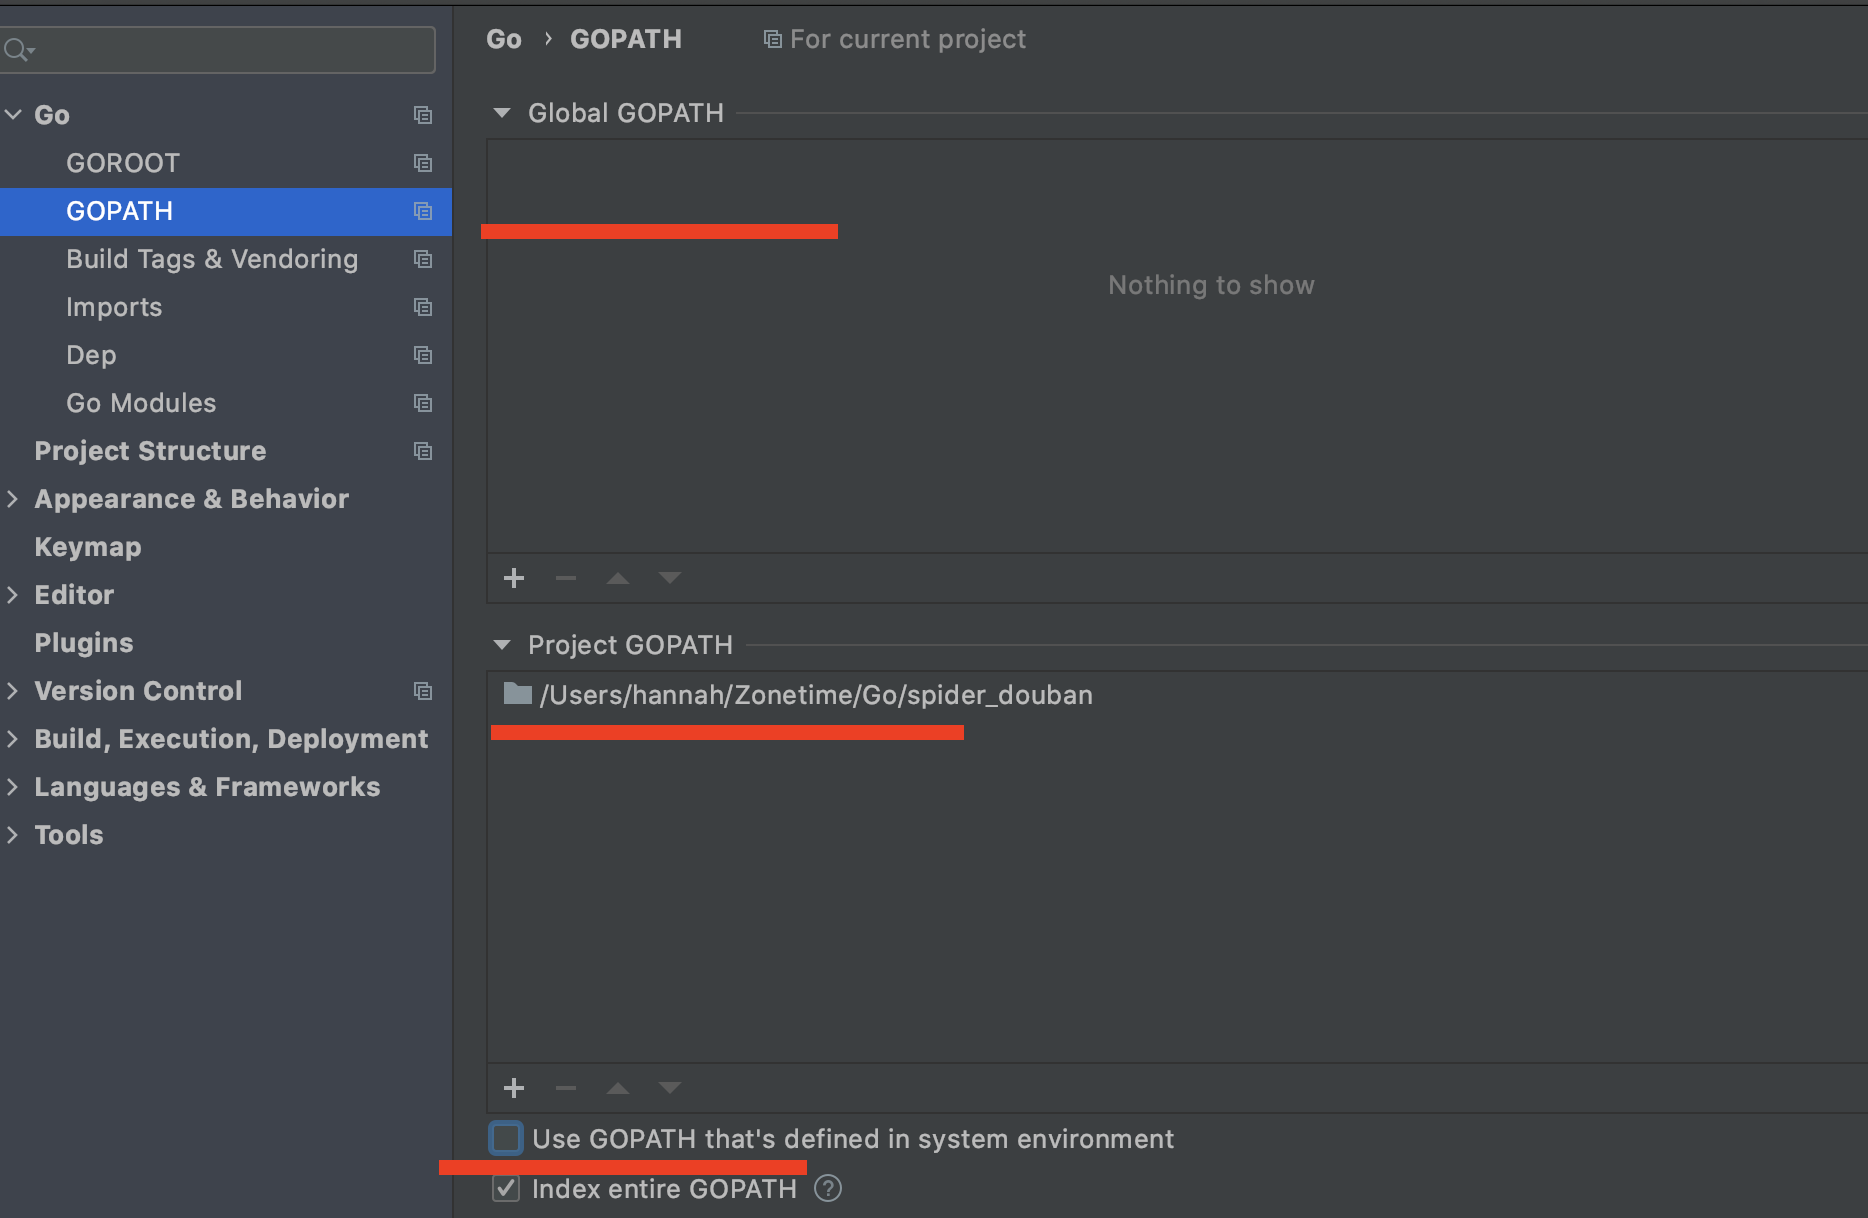 Go
GOROOT
GOPATH
Build Tags & Vendoring
Imports
Dep
Go Modules
Project Structure
Appearance & Behavior
Keymap
Editor
Plugins
Version Control
Build, Execution, Deployment
Languages & Frameworks
Tools
Go › GOPATH For current project
Global GOPATH
Nothing to show
Project GOPATH
/Users/hannah/Zonetime/Go/spider_douban
Use GOPATH that's defined in system environment
Index entire GOPATH ?